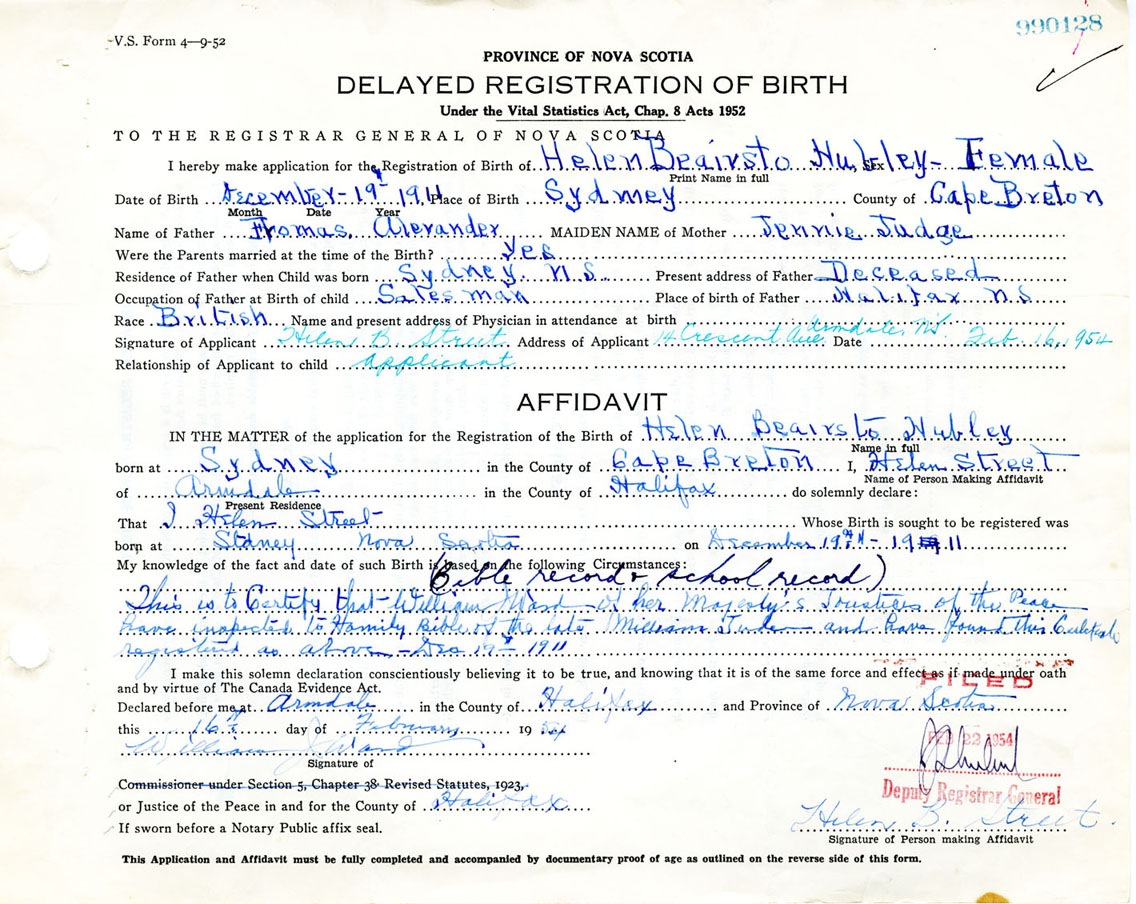 990128
V.S. Form 4—9-52
PROVINCE OF NOVA SCOTIA
DELAYED REGISTRATION OF BIRTH
Under the Vital Statistics Act, Chap. 8 Acts 1952
TO THE REGISTRAR GENERAL OF NOVA SCOTIA
I hereby make application for the Registration of Birth of Helen Beairsto Hubley - Sex Female
Print Name in full
Date of Birth December - 19th 1911 Place of Birth Sydney County of Cape Breton
Month Date Year
Name of Father Thomas Alexander MAIDEN NAME of Mother Jennie Judge
Were the Parents married at the time of the Birth? Yes
Residence of Father when Child was born Sydney. N.S Present address of Father Deceased
Occupation of Father at Birth of child Salesman Place of birth of Father Halifax NS
Race British Name and present address of Physician in attendance at birth
Signature of Applicant Helen B. Street Address of Applicant 14 Crescent Ave Armdale, NS. Date Feb. 16, 1954
Relationship of Applicant to child applicant
AFFIDAVIT
IN THE MATTER of the application for the Registration of the Birth of Helen Beairsto Hubley
Name in full
born at Sydney in the County of Cape Breton I, Helen Street
Name of Person Making Affidavit
of Armdale in the County of Halifax do solemnly declare:
Present Residence
That I Helen Street Whose Birth is sought to be registered was
born at Sidney Nova Scotia on December 19th - 1911
My knowledge of the fact and date of such Birth is based on the following Circumstances:
(Bible record & school record)
This is to Certify that William Ward of her Majesty's Joustices of the Peace
have inspected to Hamily Bible of the late William and have found this
registerd as above - Dec 19th 1911
I make this solemn declaration conscientiously believing it to be true, and knowing that it is of the same force and effect as if made under oath
and by virtue of The Canada Evidence Act.
FILED
Declared before me at Armdale in the County of Halifax and Province of Nova Scotia
this 16th day of February 1954
FEB 22 1954
William J Ward
Signature of
Deputy Registrar General
Commissioner under Section 5, Chapter 38 Revised Statutes, 1923,
or Justice of the Peace in and for the County of Halifax
Helen B. Street.
If sworn before a Notary Public affix seal.
Signature of Person making Affidavit
This Application and Affidavit must be fully completed and accompanied by documentary proof of age as outlined on the reverse side of this form.